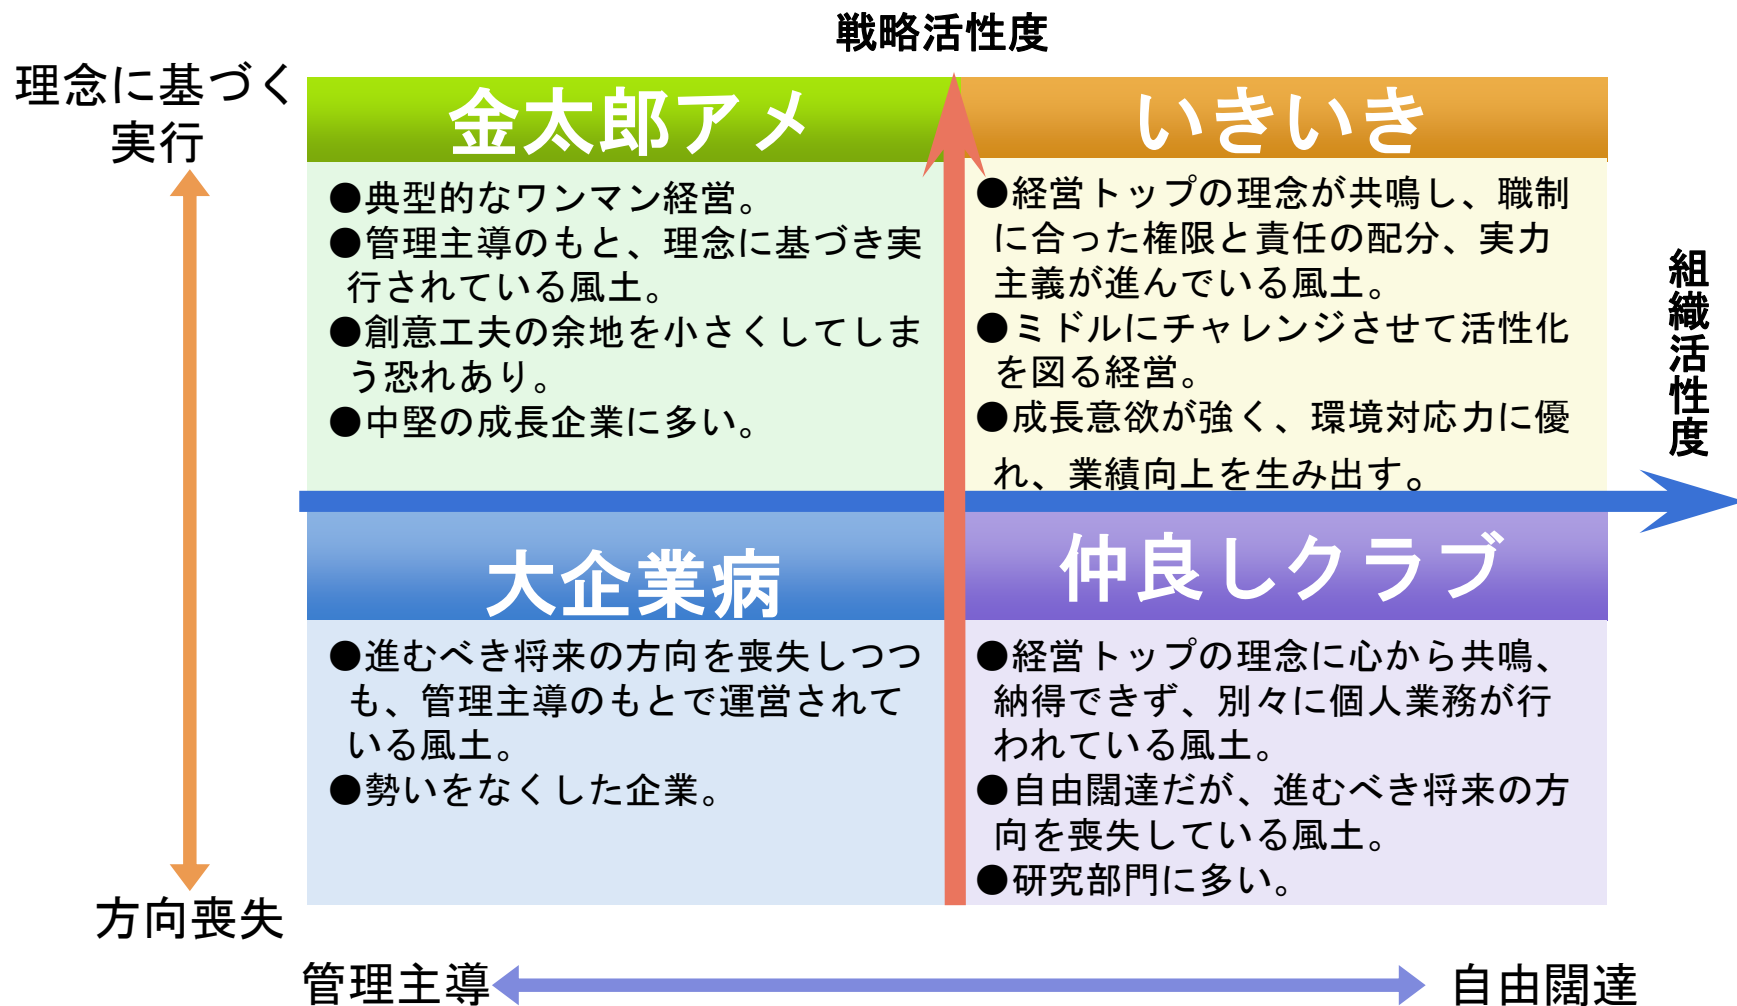 戦略活性度
理念に基づく
実行
金太郎アメ
●典型的なワンマン経営。
●管理主導のもと、理念に基づき実
行されている風土。
●創意工夫の余地を小さくしてしま
う恐れあり。
●中堅の成長企業に多い。
いきいき
●経営トップの理念が共鳴し、職制
に合った権限と責任の配分、実力
主義が進んでいる風土。
●ミドルにチャレンジさせて活性化
を図る経営。
●成長意欲が強く、環境対応力に優
れ、業績向上を生み出す。
組織活性度
大企業病
●進むべき将来の方向を喪失しつつ
も、管理主導のもとで運営されて
いる風土。
●勢いをなくした企業。
仲良しクラブ
●経営トップの理念に心から共鳴、
納得できず、別々に個人業務が行
われている風土。
●自由闊達だが、進むべき将来の方
向を喪失している風土。
●研究部門に多い。
方向喪失
管理主導
自由闊達